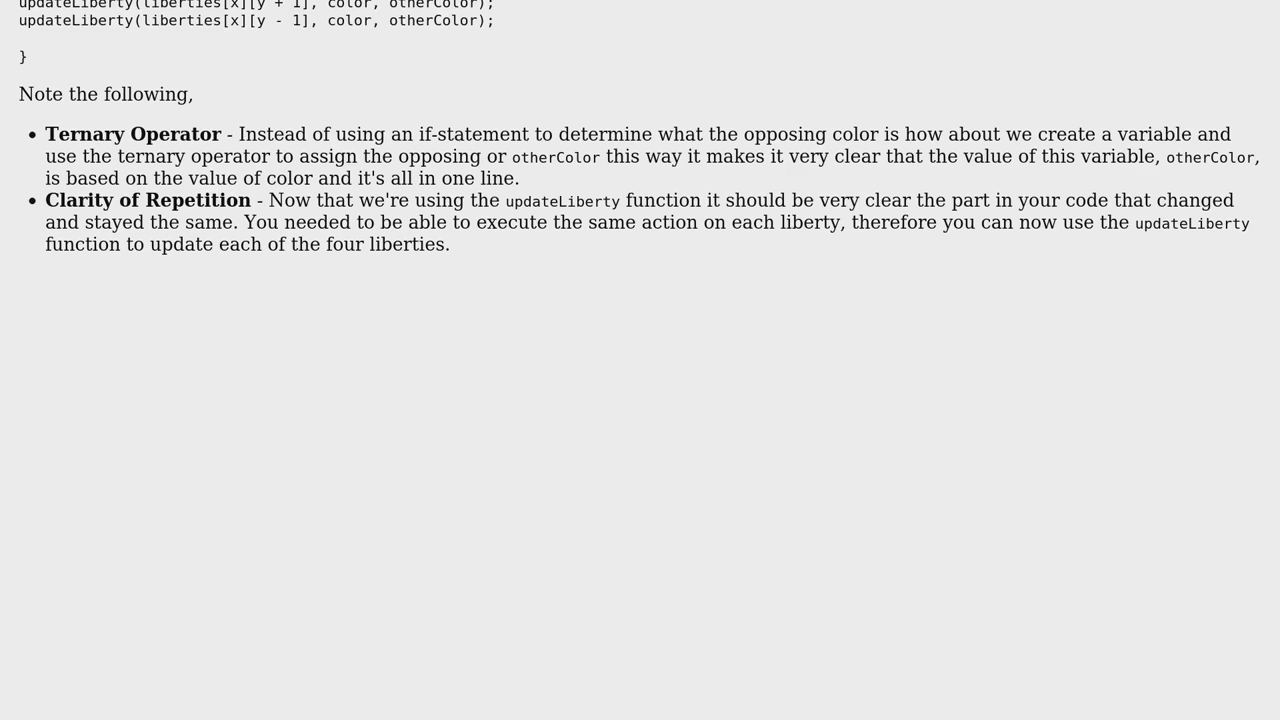 updateLiberty(liberties[x][y + 1], color, otherColor);
updateLiberty(liberties[x][y - 1], color, otherColor);
}
Note the following,
• Ternary Operator - Instead of using an if-statement to determine what the opposing color is how about we create a variable and
use the ternary operator to assign the opposing or otherColor this way it makes it very clear that the value of this variable, otherColor,
is based on the value of color and it's all in one line.
• Clarity of Repetition - Now that we're using the updateLiberty function it should be very clear the part in your code that changed
and stayed the same. You needed to be able to execute the same action on each liberty, therefore you can now use the updateLiberty
function to update each of the four liberties.